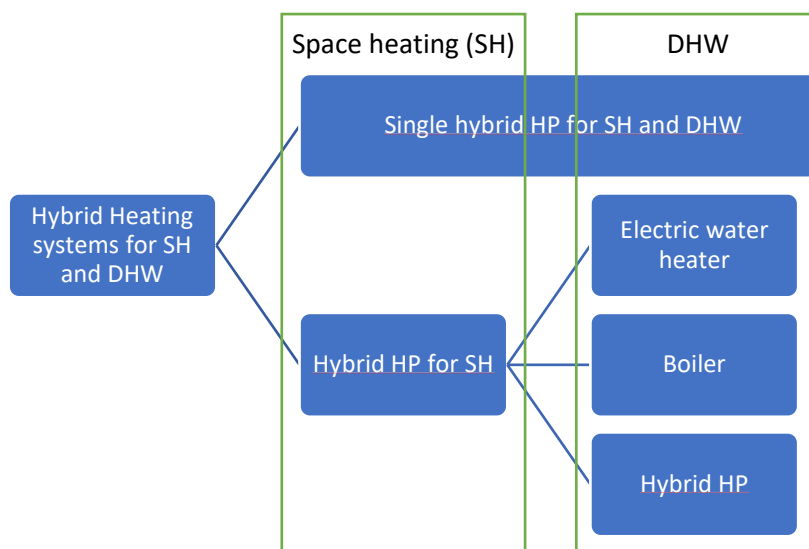 Space heating (SH)
DHW
Single hybrid HP for SH and DHW
Hybrid Heating
systems for SH
and DHW
Electric water
heater
Hybrid HP for SH
Boiler
Hybrid HP